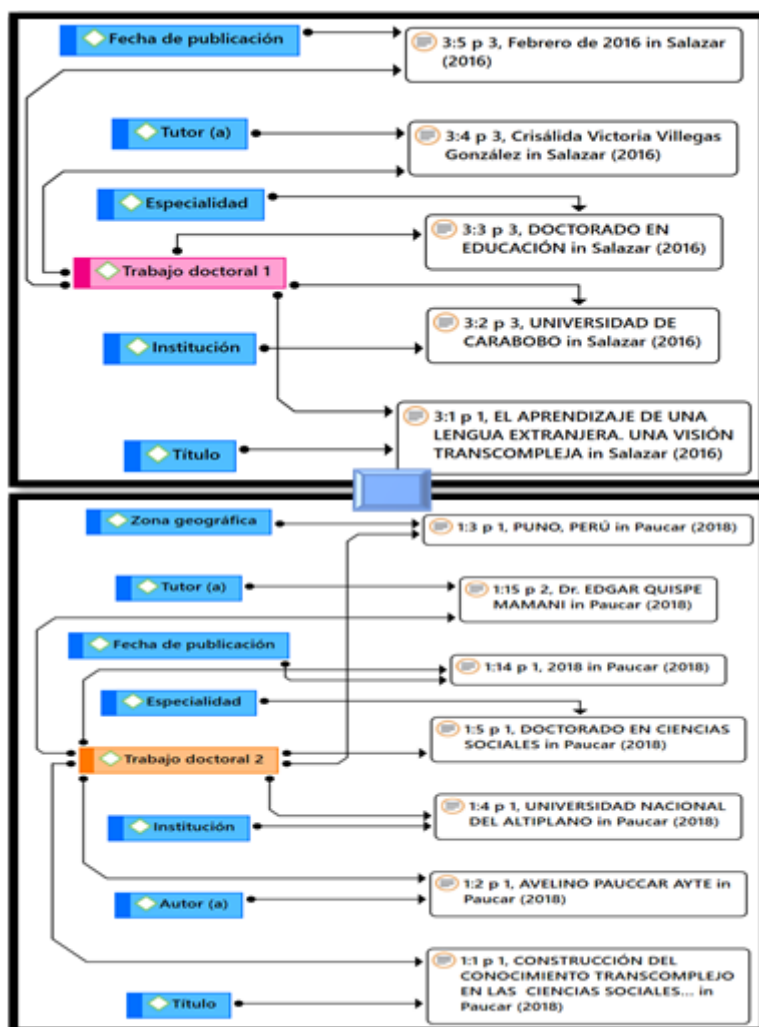 Fecha de publicación
3:5 p 3, Febrero de 2016 in Salazar
(2016)
Tutor (a)
3:4 p 3, Crisálida Victoria Villegas
González in Salazar (2016)
Especialidad
3:3 p 3, DOCTORADO EN
EDUCACIÓN in Salazar (2016)
Trabajo doctoral 1
3:2 p 3, UNIVERSIDAD DE
CARABOBO in Salazar (2016)
Institución
3:1 p 1, EL APRENDIZAJE DE UNA
LENGUA EXTRANJERA. UNA VISIÓN
TRANSCOMPLEJA in Salazar (2016)
Título
Zona geográfica
1:3 p 1, PUNO, PERÚ in Paucar (2018)
Tutor (a)
1:15 p 2, Dr. EDGAR QUISPE
MAMANI in Paucar (2018)
Fecha de publicación
1:14 p 1, 2018 in Paucar (2018)
Especialidad
1:5 p 1, DOCTORADO EN CIENCIAS
SOCIALES in Paucar (2018)
Trabajo doctoral 2
1:4 p 1, UNIVERSIDAD NACIONAL
DEL ALTIPLANO in Paucar (2018)
Institución
1:2 p 1, AVELINO PAUCCAR AYTE in
Paucar (2018)
Autor (a)
1:1 p 1, CONSTRUCCIÓN DEL
CONOCIMIENTO TRANSCOMPLEJO
EN LAS CIENCIAS SOCIALES... in
Paucar (2018)
Título